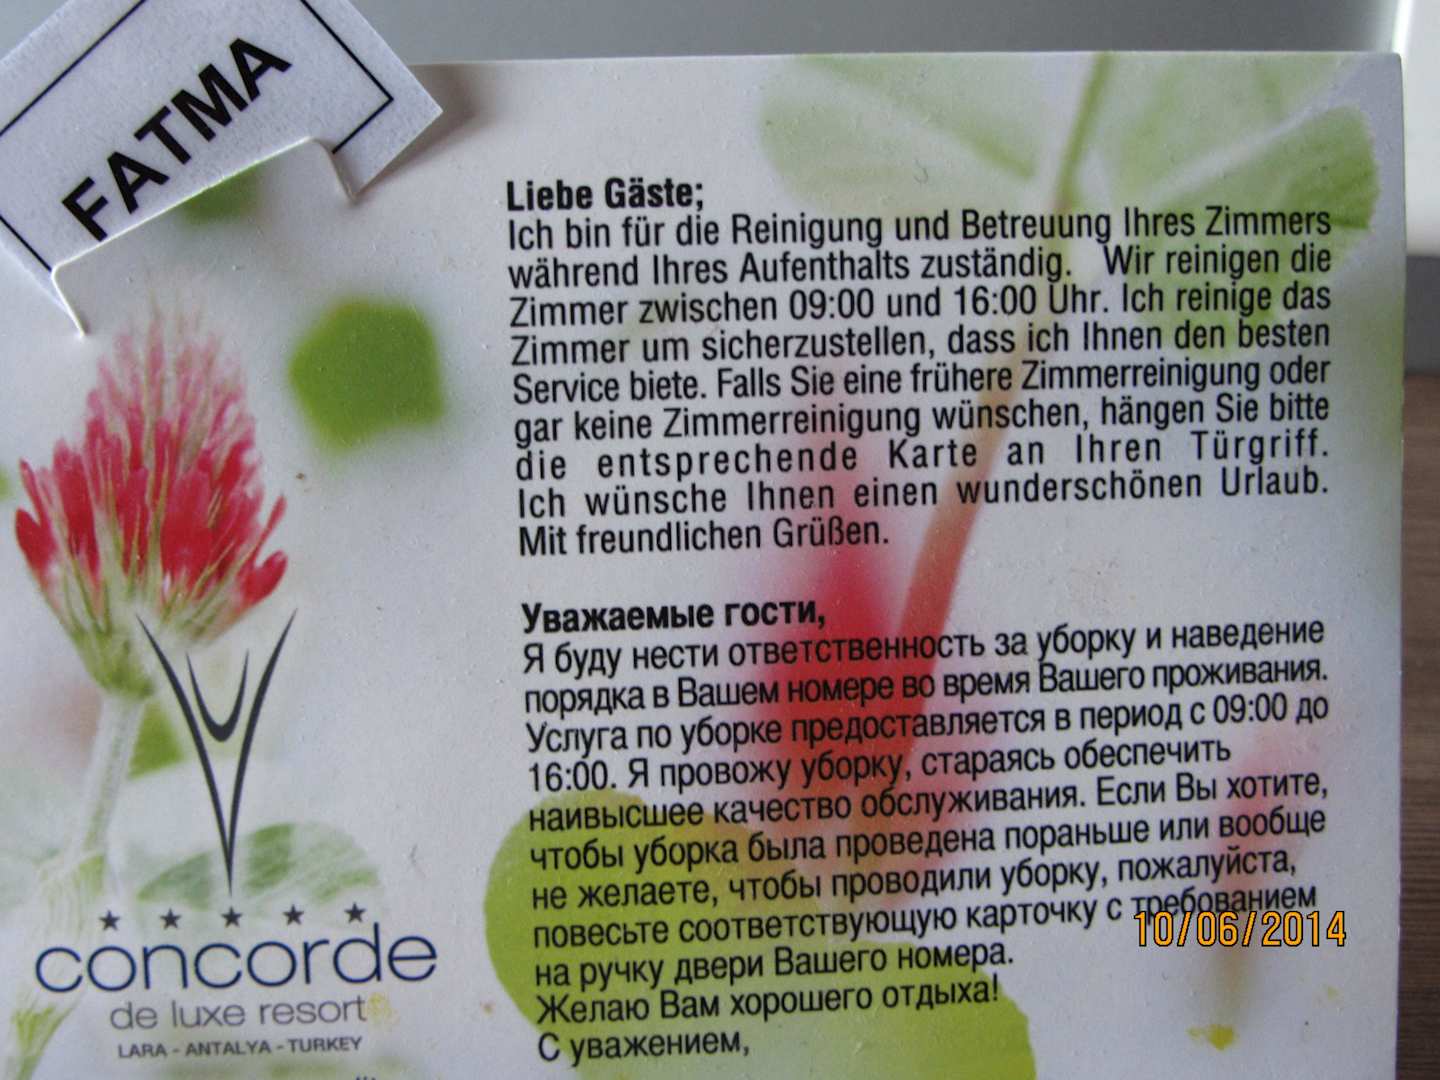 FATMA
Liebe Gäste;
Ich bin für die Reinigung und Betreuung Ihres Zimmers
während Ihres Aufenthalts zuständig. Wir reinigen die
Zimmer zwischen 09:00 und 16:00 Uhr. Ich reinige das
Zimmer um sicherzustellen, dass ich Ihnen den besten
Service biete. Falls Sie eine frühere Zimmerreinigung oder
gar keine Zimmerreinigung wünschen, hängen Sie bitte
die entsprechende Karte an Ihren Türgriff.
Ich wünsche Ihnen einen wunderschönen Urlaub.
Mit freundlichen Grüßen.
Уважаемые гости,
Я буду нести ответственность за уборку и наведение
порядка в Вашем номере во время Вашего проживания.
Услуга по уборке предоставляется в период с 09:00 до
16:00. Я провожу уборку, стараясь обеспечить
наивысшее качество обслуживания. Если Вы хотите,
чтобы уборка была проведена пораньше или вообще
не желаете, чтобы проводили уборку, пожалуйста,
повесьте соответствующую карточку с требованием
на ручку двери Вашего номера.
Желаю Вам хорошего отдыха!
С уважением,
concorde
de luxe resort
LARA - ANTALYA - TURKEY
10/06/2014